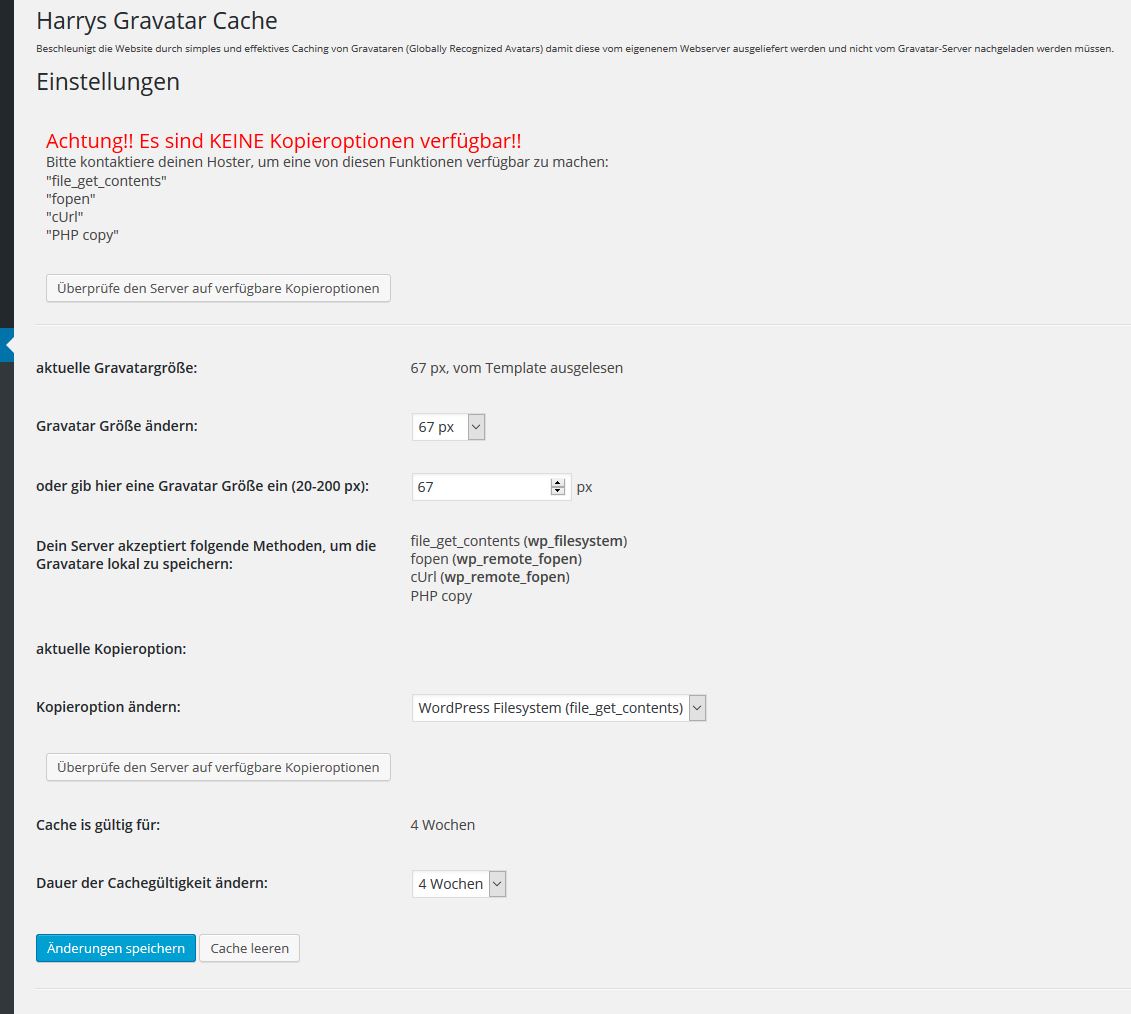 Harrys Gravatar Cache
Beschleunigt die Website durch simples und effektives Caching von Gravataren (Globally Recognized Avatars) damit diese vom eigenenem Webserver ausgeliefert werden und nicht vom Gravatar-Server nachgeladen werden müssen.
Einstellungen
Achtung!! Es sind KEINE Kopieroptionen verfügbar!!
Bitte kontaktiere deinen Hoster, um eine von diesen Funktionen verfügbar zu machen:
"file_get_contents"
"fopen"
"cUrl"
"PHP copy"
Überprüfe den Server auf verfügbare Kopieroptionen
aktuelle Gravatargröße: 67 px, vom Template ausgelesen
Gravatar Größe ändern: 67 px
oder gib hier eine Gravatar Größe ein (20-200 px): 67 px
Dein Server akzeptiert folgende Methoden, um die
Gravatare lokal zu speichern:
file_get_contents (wp_filesystem)
fopen (wp_remote_fopen)
cUrl (wp_remote_fopen)
PHP copy
aktuelle Kopieroption:
Kopieroption ändern: WordPress Filesystem (file_get_contents)
Überprüfe den Server auf verfügbare Kopieroptionen
Cache is gültig für: 4 Wochen
Dauer der Cachegültigkeit ändern: 4 Wochen
Änderungen speichern Cache leeren